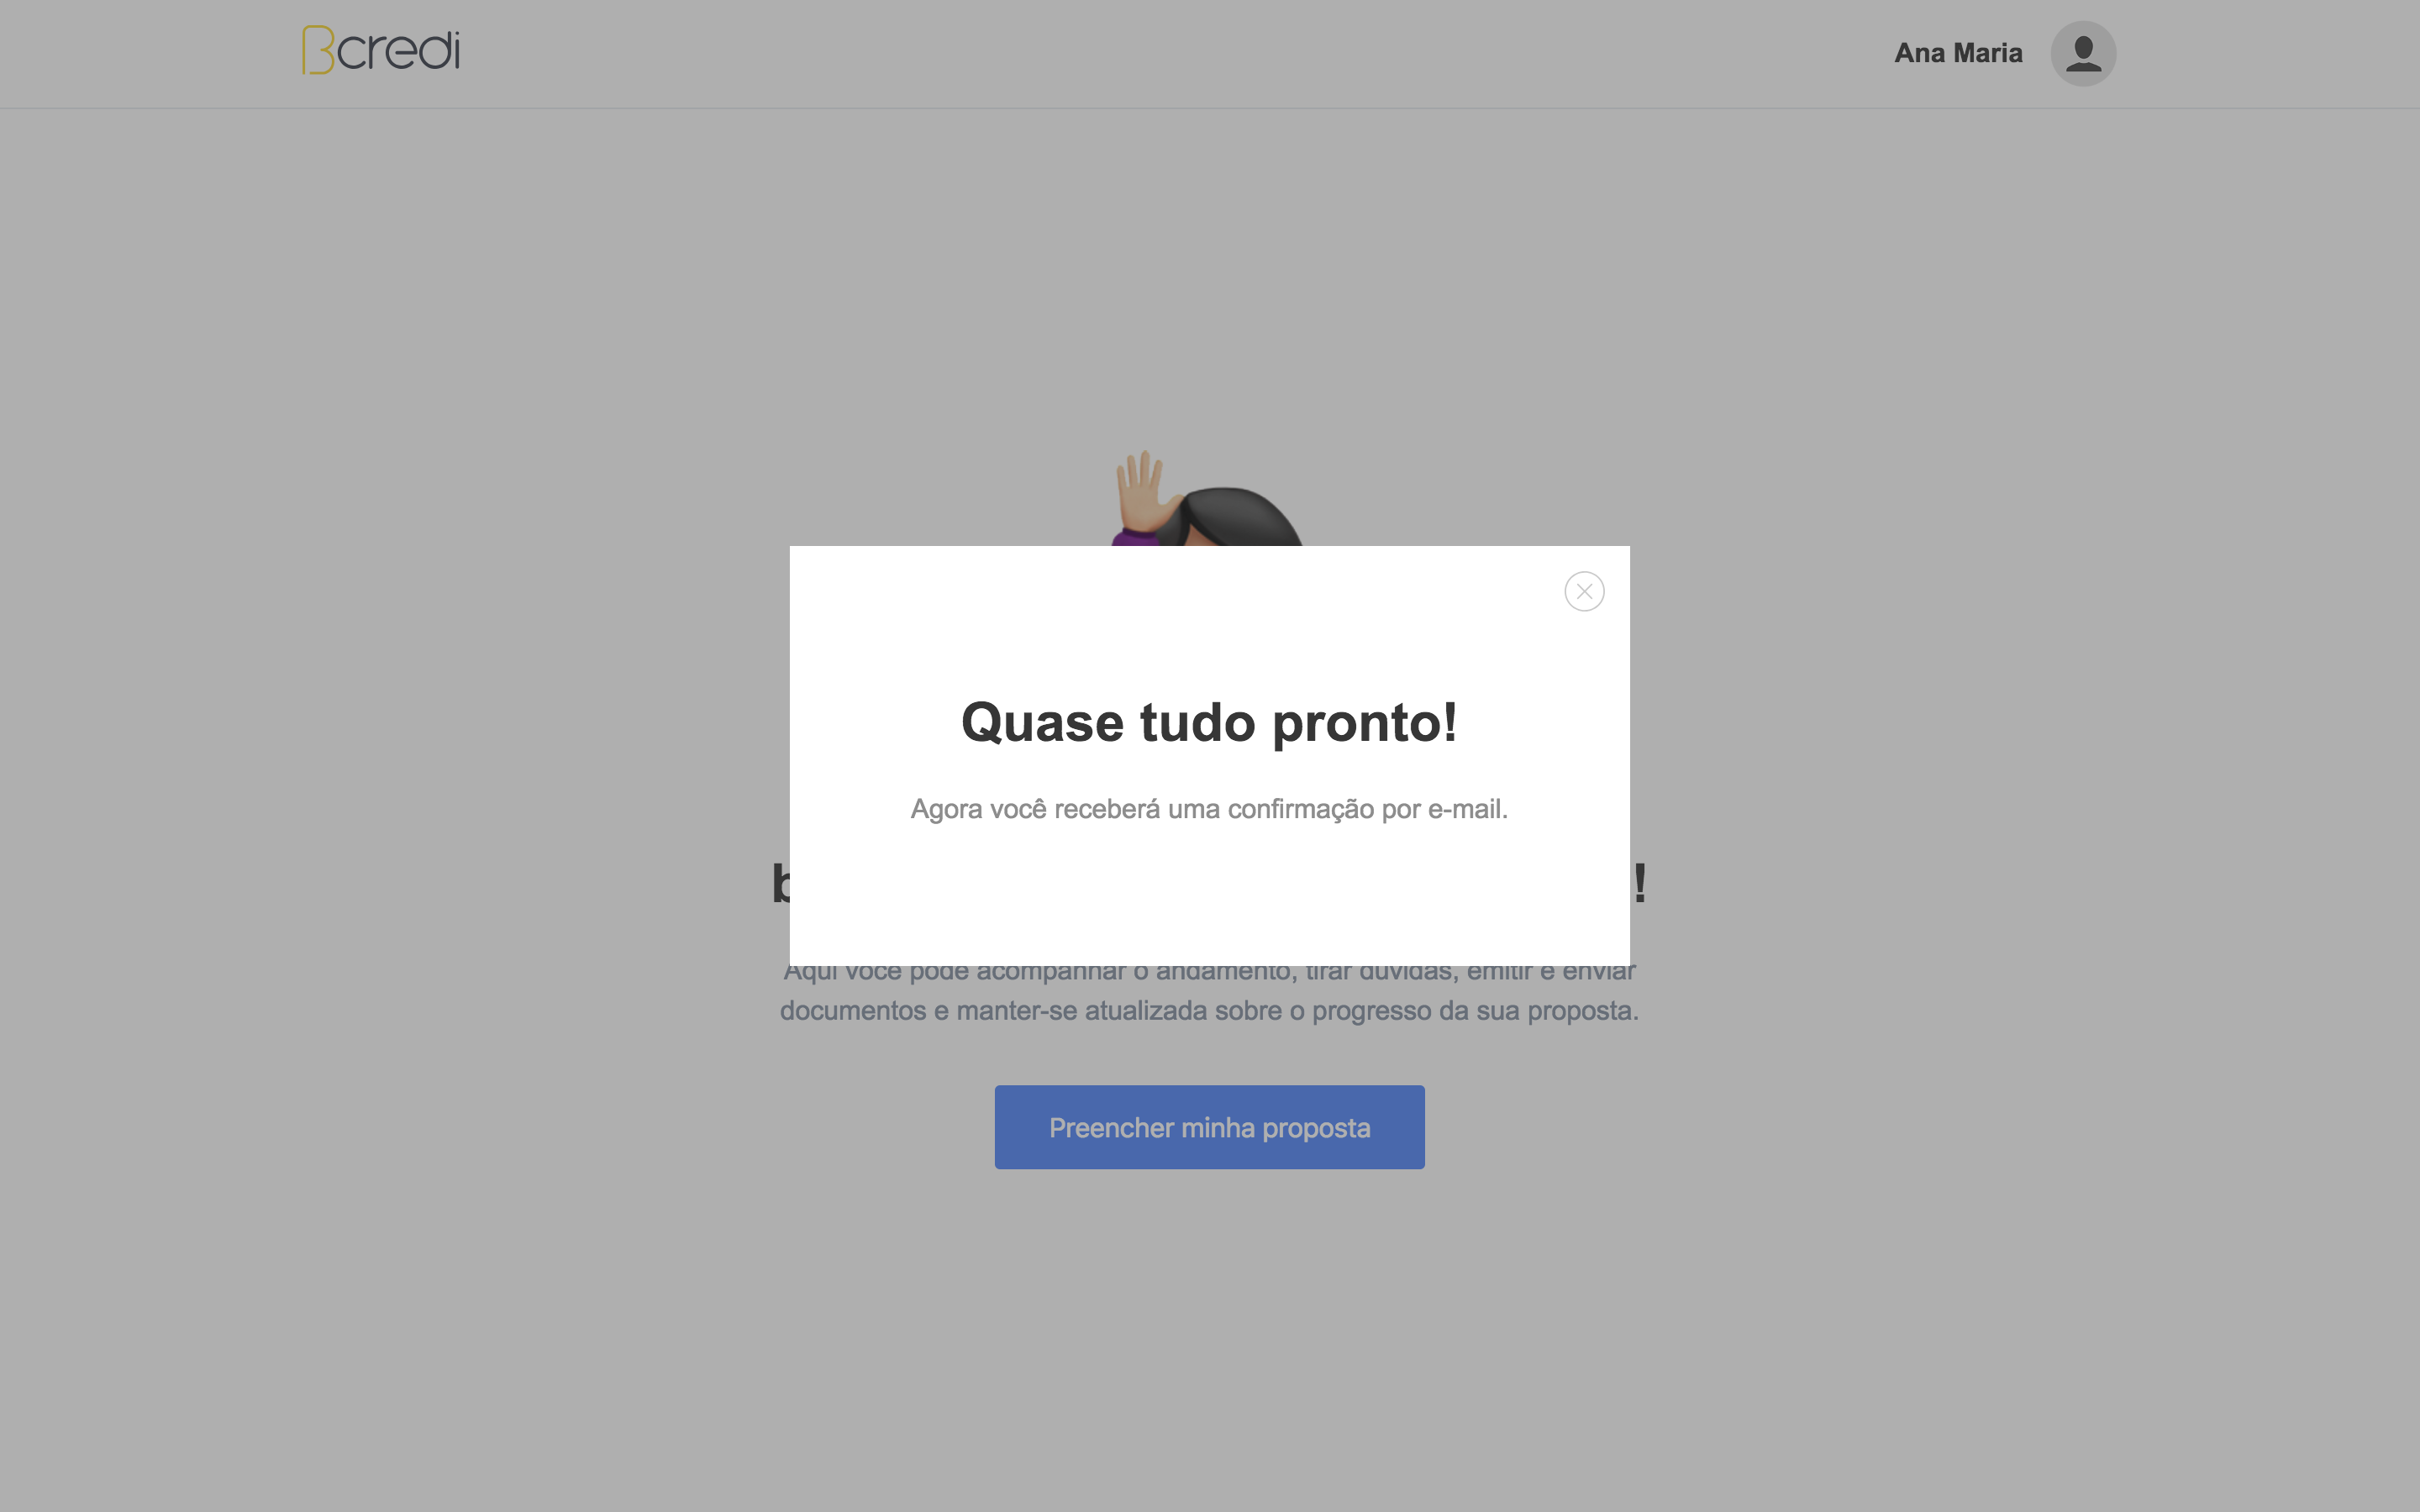 Bcredi
Ana Maria
Quase tudo pronto!
Agora você receberá uma confirmação por e-mail.
!
Aqui você pode acompanhar o andamento, tirar dúvidas, emitir e enviar
documentos e manter-se atualizada sobre o progresso da sua proposta.
Preencher minha proposta